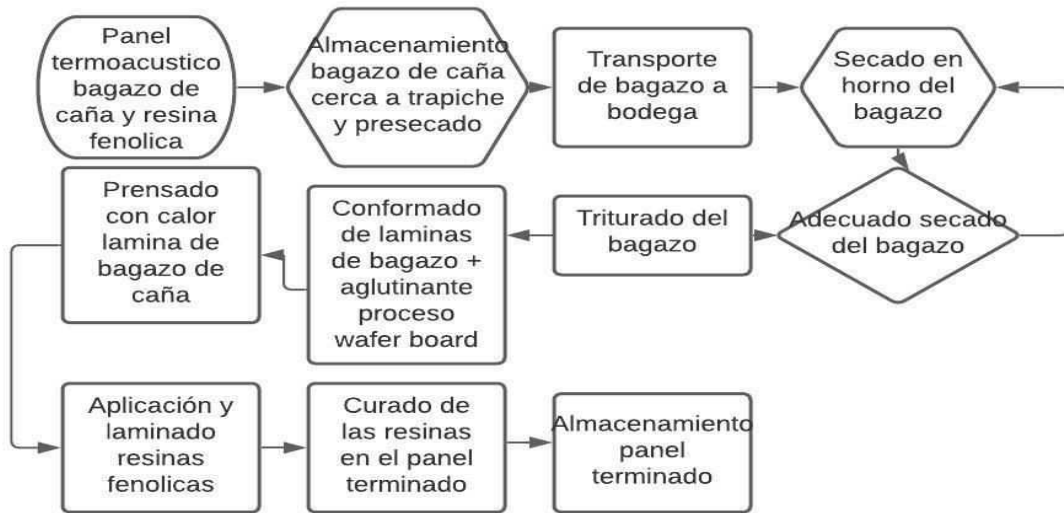 Panel
termoacustico
bagazo de
caña y resina
fenolica
Almacenamiento
bagazo de caña
cerca a trapiche
y presecado
Transporte
de bagazo a
bodega
Secado en
horno del
bagazo
Adecuado secado
del bagazo
Triturado del
bagazo
Conformado
de laminas
de bagazo +
aglutinante
proceso
wafer board
Prensado
con calor
lamina de
bagazo de
caña
Aplicación y
laminado
resinas
fenolicas
Curado de
las resinas
en el panel
terminado
Almacenamiento
panel
terminado